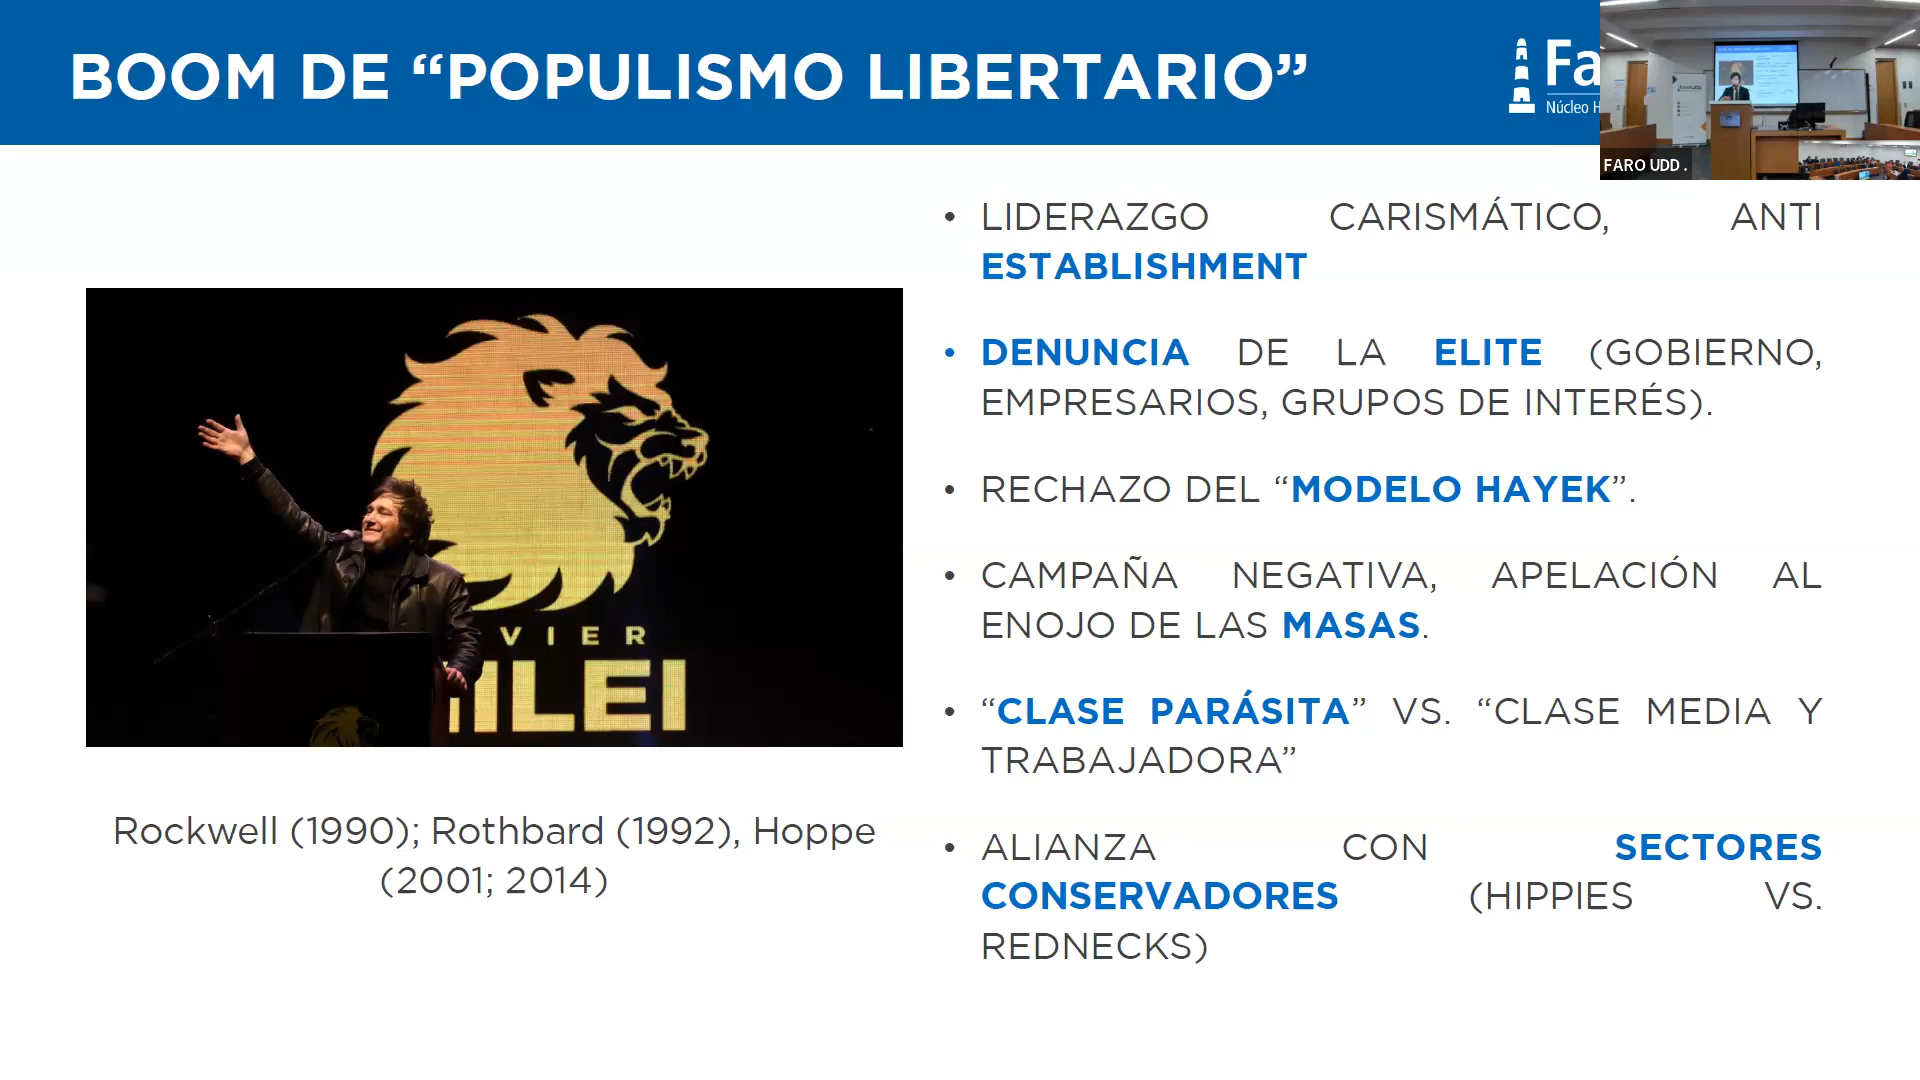 BOOM DE “POPULISMO LIBERTARIO”
Fa
Núcleo H
FARO UDD .
LIDERAZGO CARISMÁTICO, ANTI
ESTABLISHMENT
DENUNCIA DE LA ELITE (GOBIERNO,
EMPRESARIOS, GRUPOS DE INTERÉS).
RECHAZO DEL “MODELO HAYEK”.
CAMPAÑA NEGATIVA, APELACIÓN AL
ENOJO DE LAS MASAS.
“CLASE PARÁSITA” VS. “CLASE MEDIA Y
TRABAJADORA”
ALIANZA CON SECTORES
CONSERVADORES (HIPPIES VS.
REDNECKS)
VIER
ILEI
Rockwell (1990); Rothbard (1992), Hoppe
(2001; 2014)